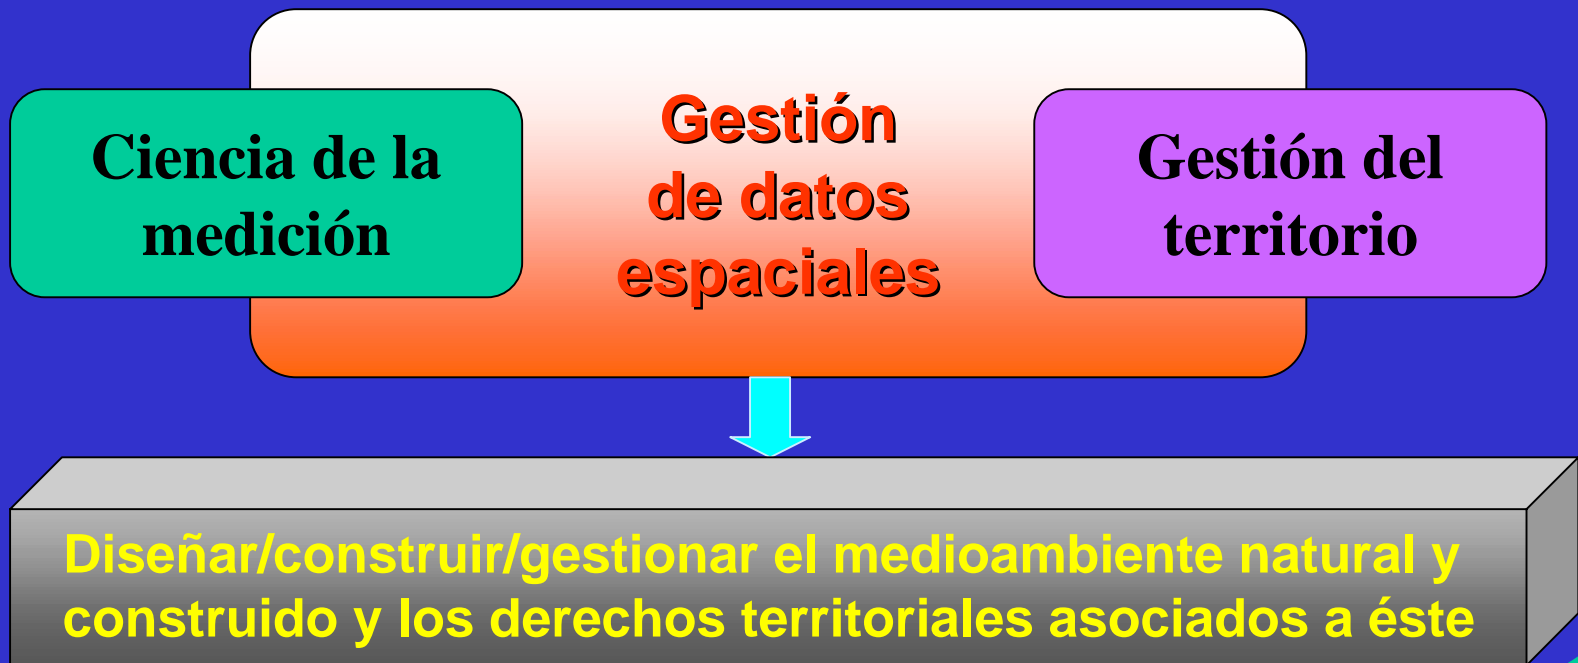 Ciencia de la
medición
Gestión
de datos
espaciales
Gestión del
territorio
Diseñar/construir/gestionar el medioambiente natural y
construido y los derechos territoriales asociados a éste